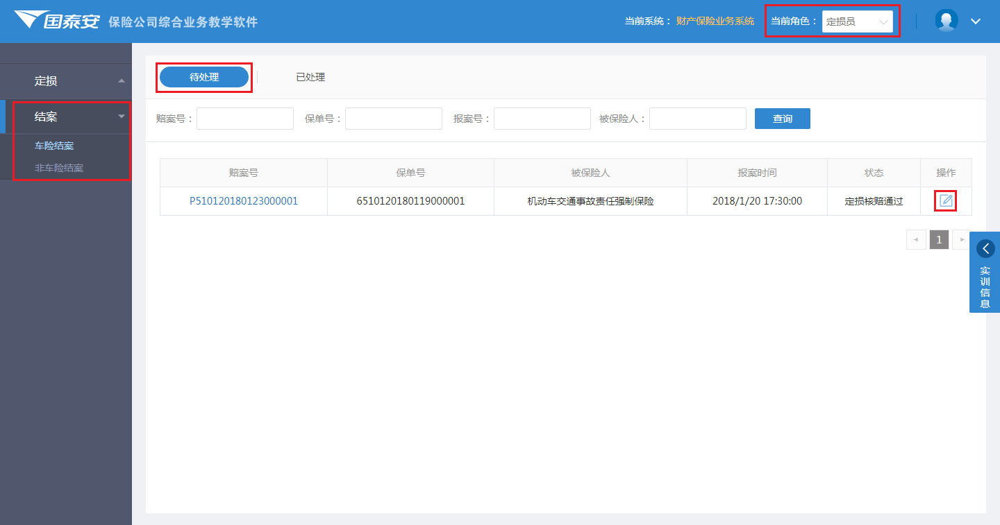 国泰安 保险公司综合业务教学软件 当前系统： 财产保险业务系统 当前角色： 定损员
定损
结案
车险结案
非车险结案
待处理 已处理
赔案号： 保单号： 报案号： 被保险人： 查询
赔案号 保单号 被保险人 报案时间 状态 操作
P510120180123000001 6510120180119000001 机动车交通事故责任强制保险 2018/1/20 17:30:00 定损核赔通过
1
实训信息